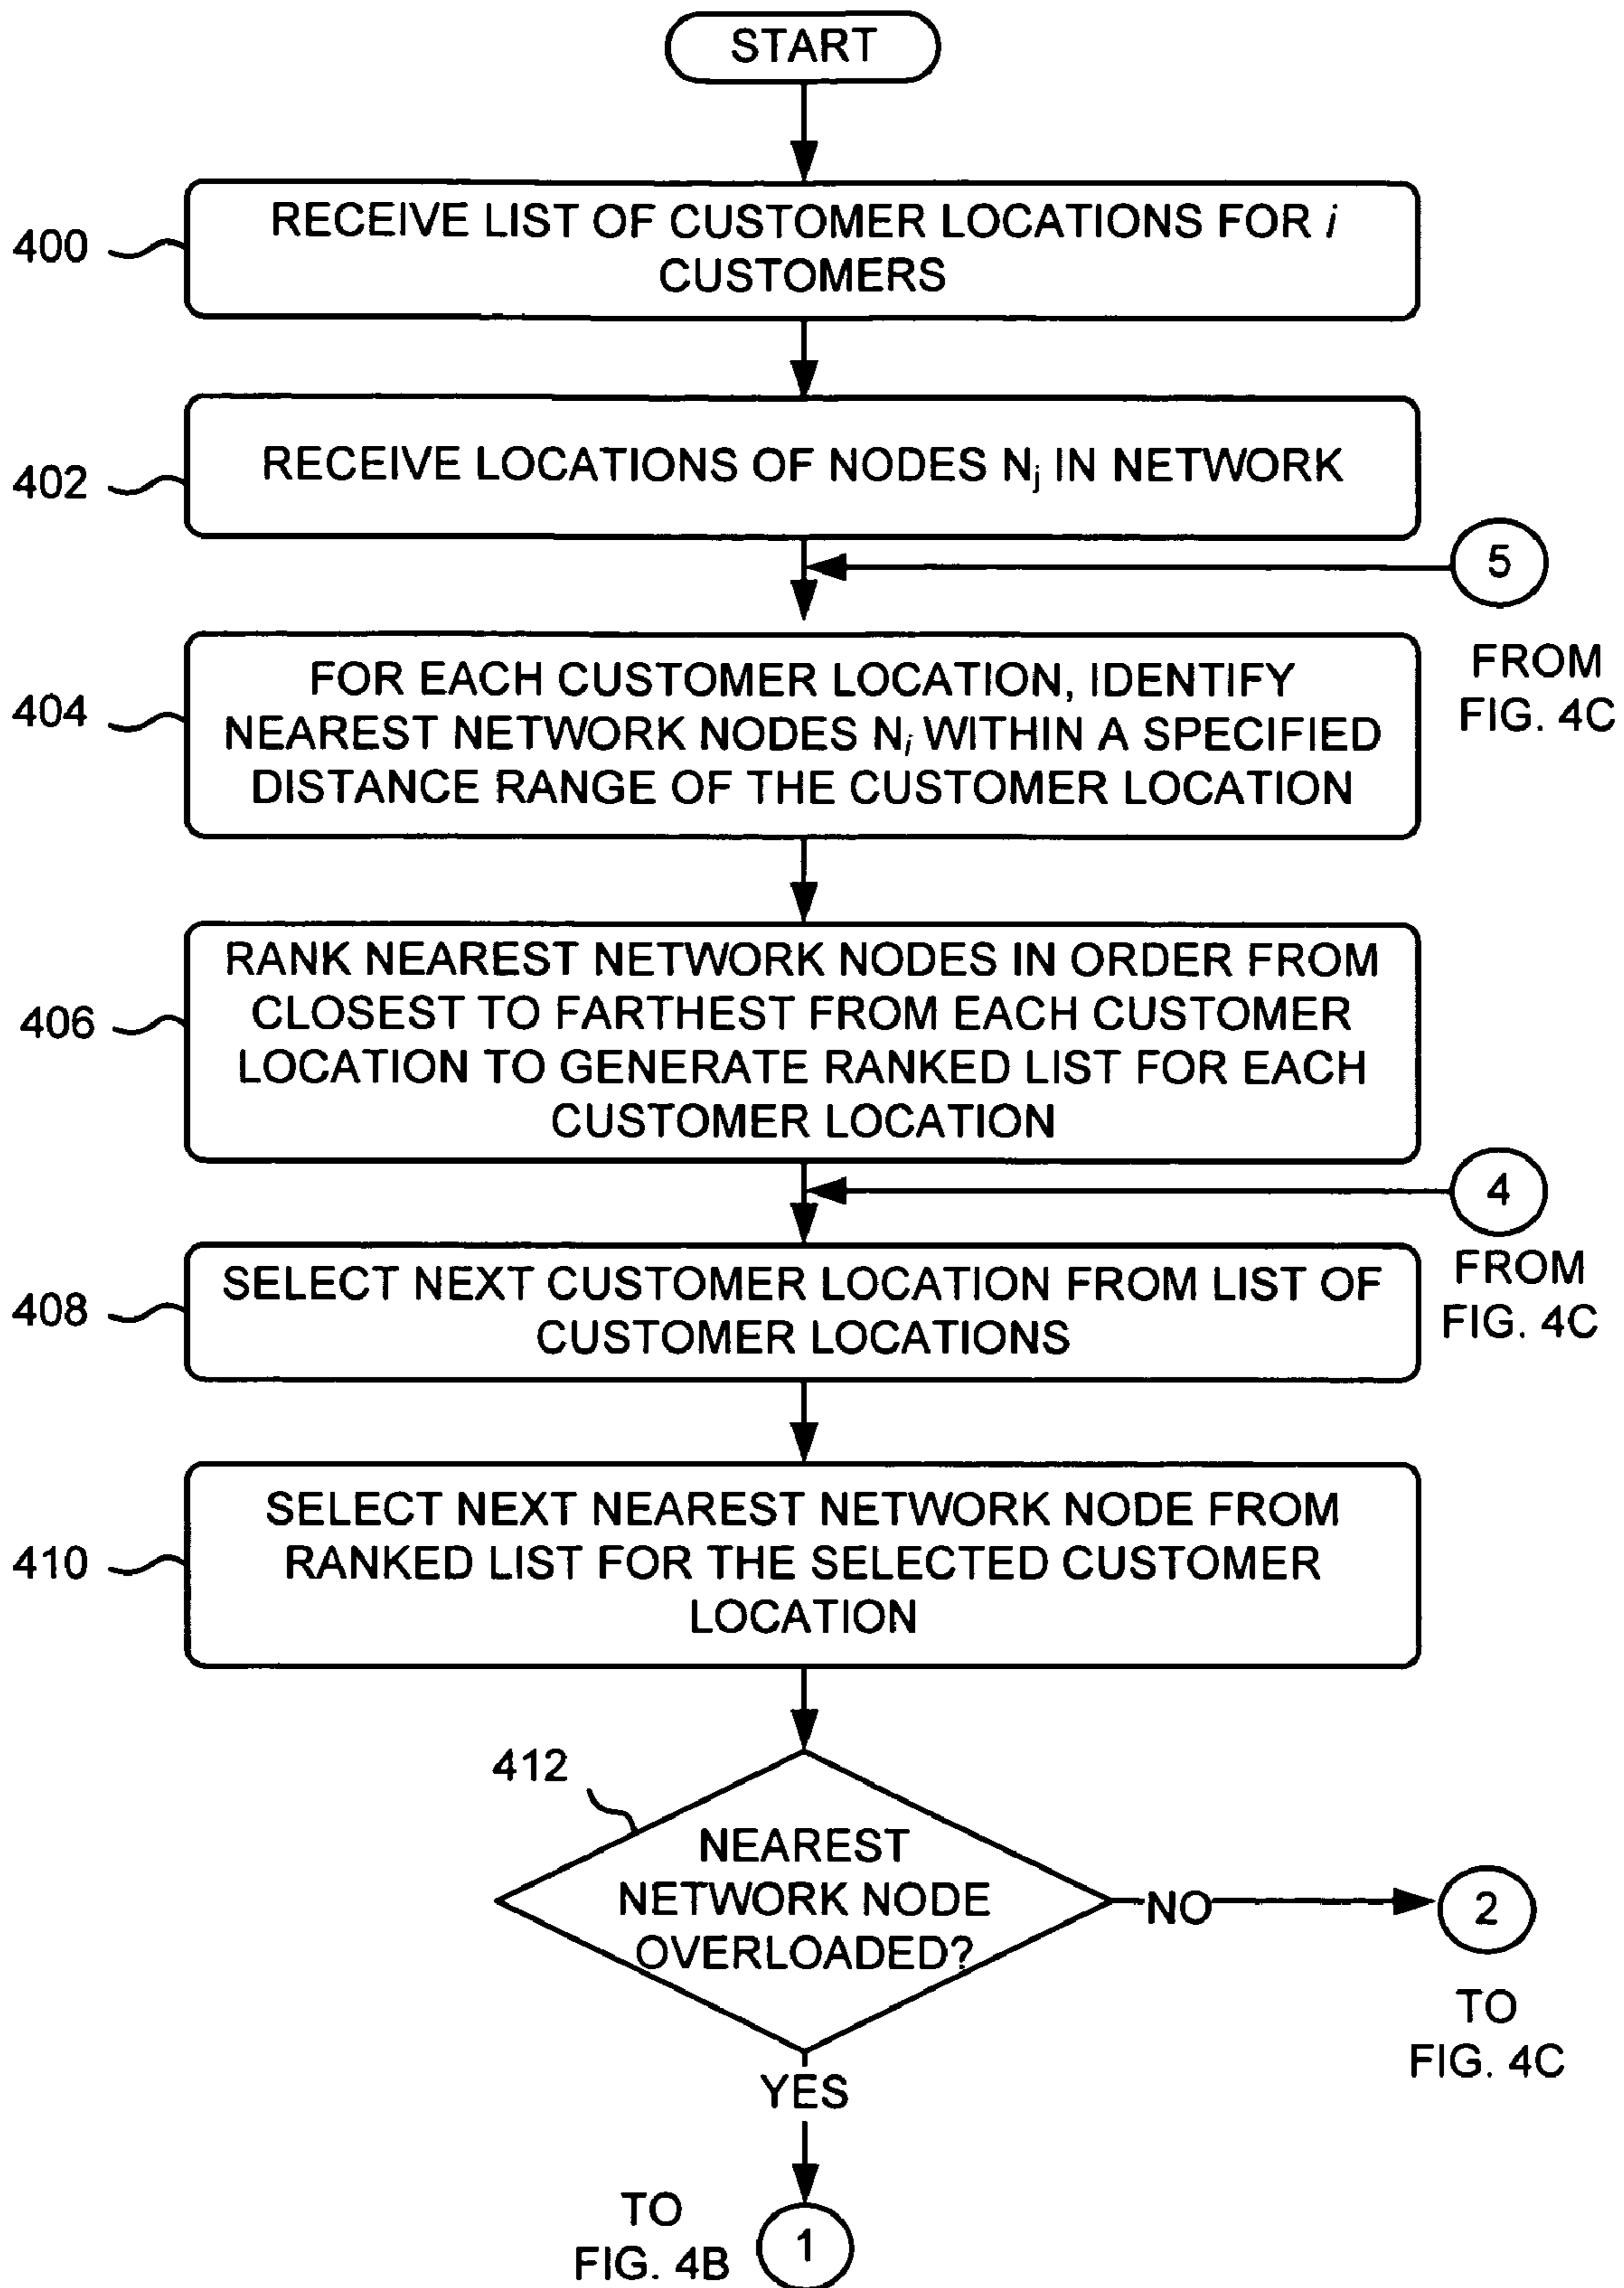 START
400
RECEIVE LIST OF CUSTOMER LOCATIONS FOR i
CUSTOMERS
402
RECEIVE LOCATIONS OF NODES Nj IN NETWORK
5
FROM
FIG. 4C
404
FOR EACH CUSTOMER LOCATION, IDENTIFY
NEAREST NETWORK NODES Ni WITHIN A SPECIFIED
DISTANCE RANGE OF THE CUSTOMER LOCATION
406
RANK NEAREST NETWORK NODES IN ORDER FROM
CLOSEST TO FARTHEST FROM EACH CUSTOMER
LOCATION TO GENERATE RANKED LIST FOR EACH
CUSTOMER LOCATION
4
FROM
FIG. 4C
408
SELECT NEXT CUSTOMER LOCATION FROM LIST OF
CUSTOMER LOCATIONS
410
SELECT NEXT NEAREST NETWORK NODE FROM
RANKED LIST FOR THE SELECTED CUSTOMER
LOCATION
412
NEAREST
NETWORK NODE
OVERLOADED?
NO
2
TO
FIG. 4C
YES
TO
FIG. 4B
1